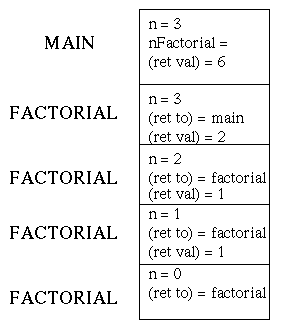 MAIN
n = 3
nFactorial =
(ret val) = 6
FACTORIAL
n = 3
(ret to) = main
(ret val) = 2
FACTORIAL
n = 2
(ret to) = factorial
(ret val) = 1
FACTORIAL
n = 1
(ret to) = factorial
(ret val) = 1
FACTORIAL
n = 0
(ret to) = factorial